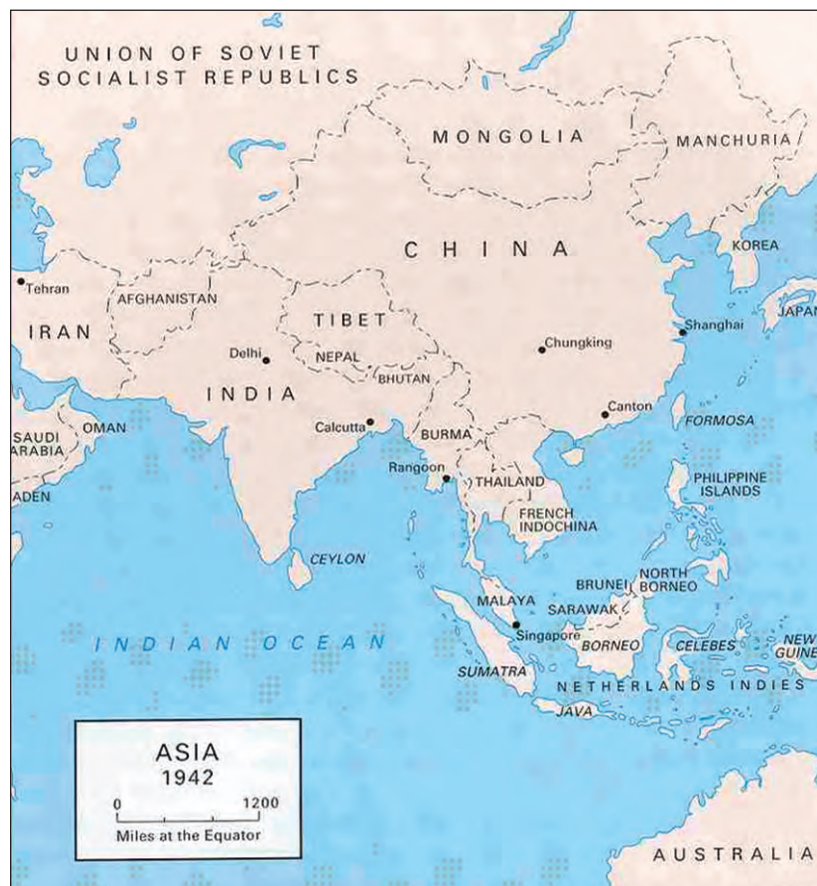 UNION OF SOVIET
SOCIALIST REPUBLICS
MONGOLIA
MANCHURIA
CHINA
KOREA
JAPAN
Tehran
AFGHANISTAN
IRAN
TIBET
Shanghai
Delhi
NEPAL
Chungking
INDIA
BHUTAN
Canton
FORMOSA
SAUDI
ARABIA
OMAN
Calcutta
BURMA
Rangoon
THAILAND
PHILIPPINE
ISLANDS
ADEN
FRENCH
INDOCHINA
CEYLON
BRUNEI
NORTH
BORNEO
MALAYA
SARAWAK
Singapore
INDIAN OCEAN
BORNEO
CELEBES
NEW
GUINE
SUMATRA
NETHERLANDS INDIES
JAVA
ASIA
1942
0 1200
Miles at the Equator
AUSTRALIA